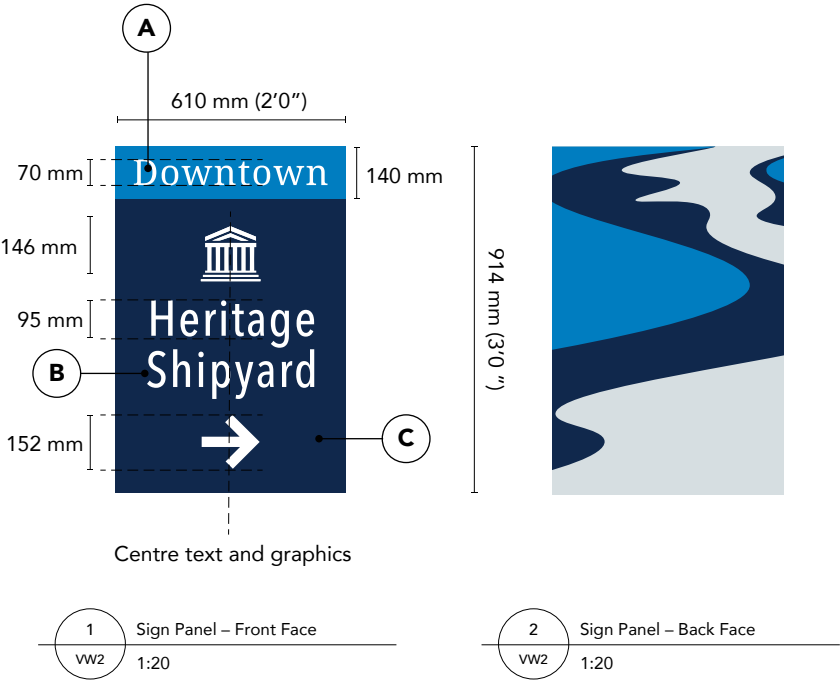 A
610 mm (2'0”)
70 mm
Downtown
140 mm
146 mm
914 mm (3'0 ”)
95 mm
Heritage
Shipyard
B
152 mm
C
Centre text and graphics
1
Sign Panel – Front Face
VW2
1:20
2
Sign Panel – Back Face
VW2
1:20